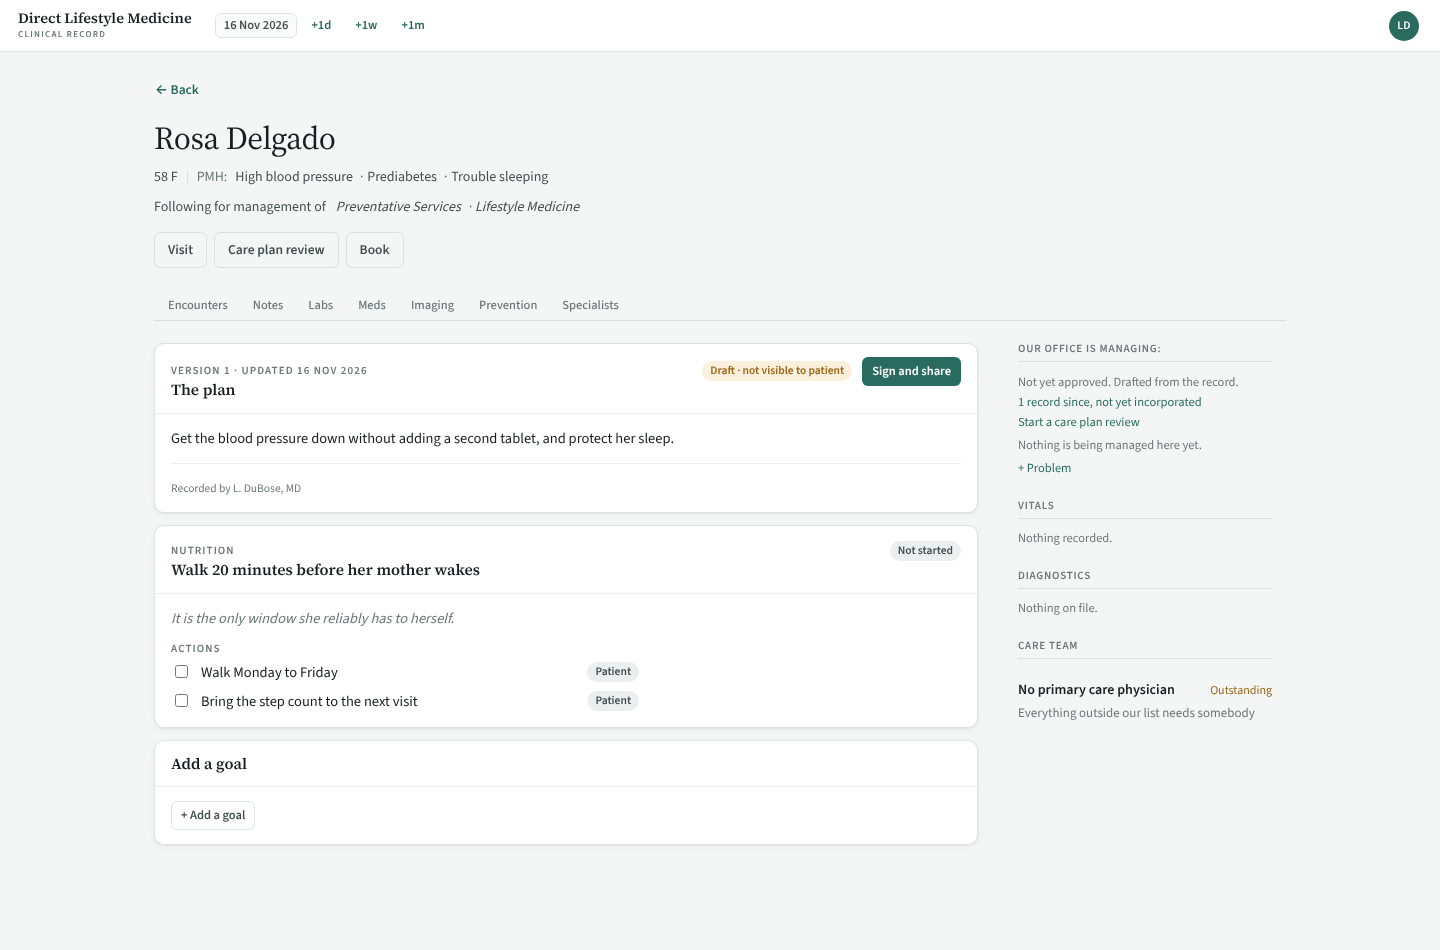 Direct Lifestyle Medicine
CLINICAL RECORD
16 Nov 2026 +1d +1w +1m
LD
← Back
Rosa Delgado
58 F PMH: High blood pressure · Prediabetes · Trouble sleeping
Following for management of Preventative Services · Lifestyle Medicine
Visit Care plan review Book
Encounters Notes Labs Meds Imaging Prevention Specialists
VERSION 1 · UPDATED 16 NOV 2026
The plan
Draft · not visible to patient Sign and share
Get the blood pressure down without adding a second tablet, and protect her sleep.
Recorded by L. DuBose, MD
NUTRITION
Walk 20 minutes before her mother wakes
Not started
It is the only window she reliably has to herself.
ACTIONS
Walk Monday to Friday Patient
Bring the step count to the next visit Patient
Add a goal
+ Add a goal
OUR OFFICE IS MANAGING:
Not yet approved. Drafted from the record.
1 record since, not yet incorporated
Start a care plan review
Nothing is being managed here yet.
+ Problem
VITALS
Nothing recorded.
DIAGNOSTICS
Nothing on file.
CARE TEAM
No primary care physician Outstanding
Everything outside our list needs somebody